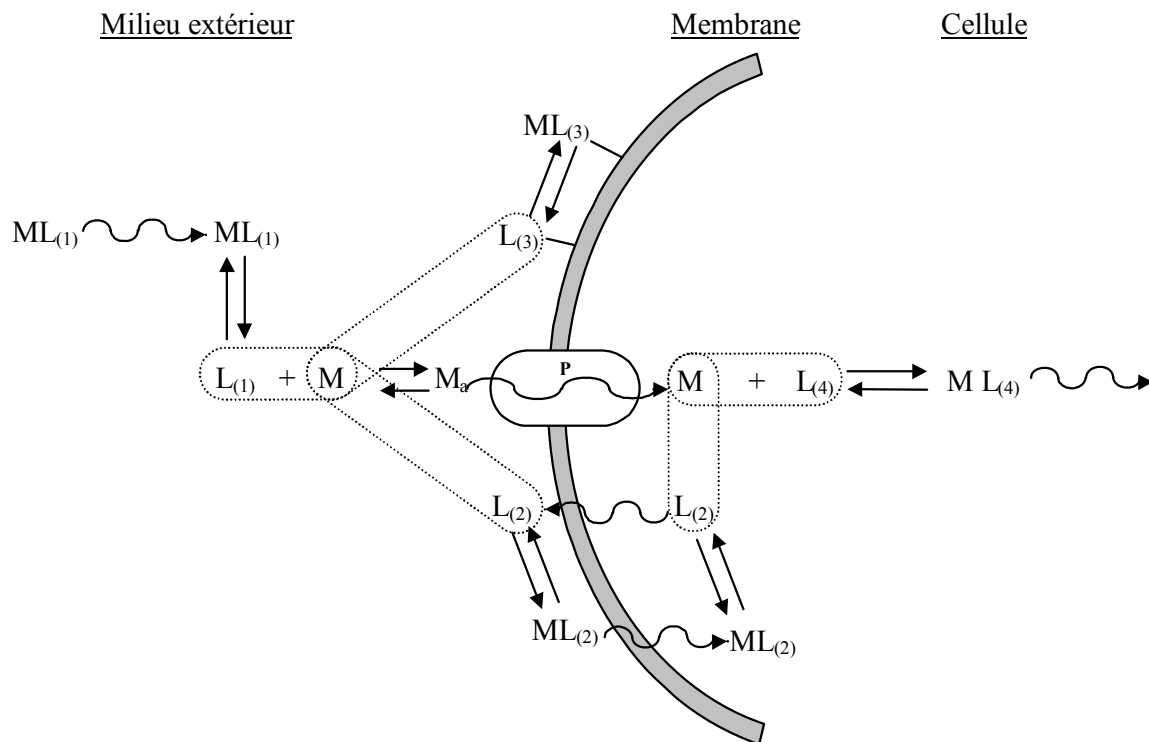 Milieu extérieur Membrane Cellule
ML(3)
ML(1) ML(1)
L(3)
P
L(1) + M Ma M + L(4) M L(4)
L(2) L(2)
ML(2) ML(2)